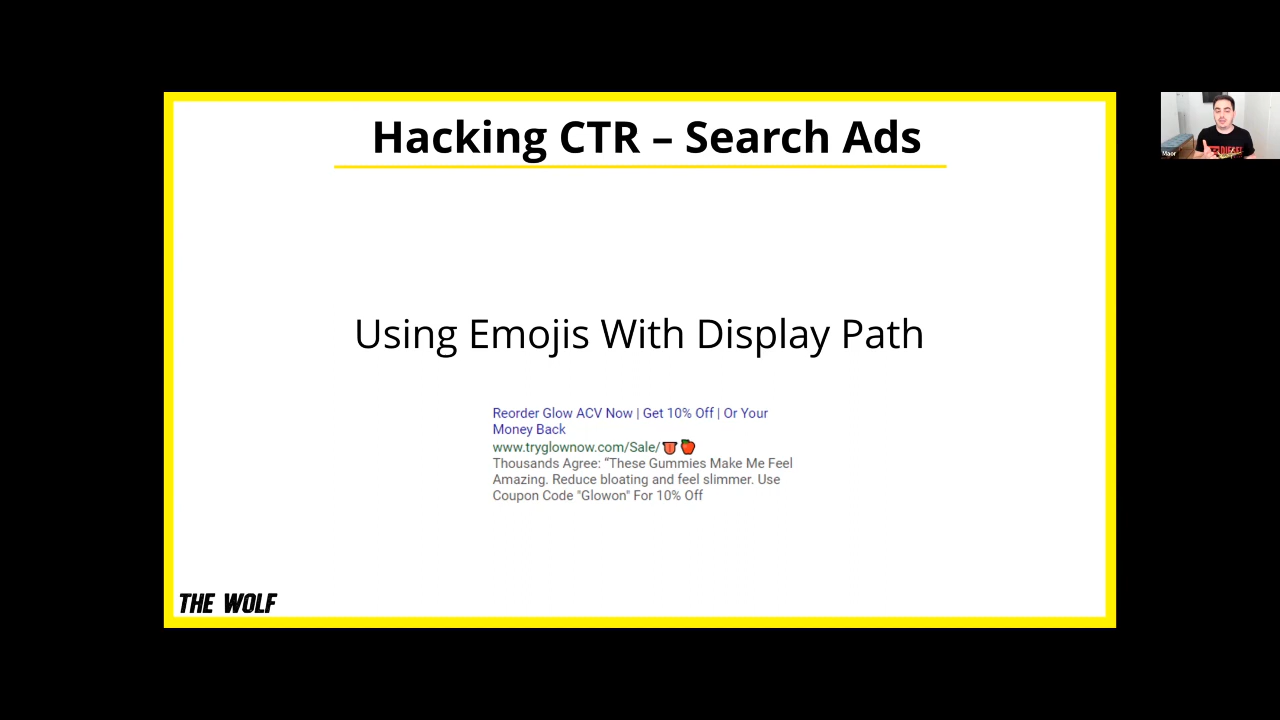 Hacking CTR – Search Ads
Maor
Using Emojis With Display Path
Reorder Glow ACV Now | Get 10% Off | Or Your
Money Back
www.tryglownow.com/Sale/👅🍎
Thousands Agree: “These Gummies Make Me Feel
Amazing. Reduce bloating and feel slimmer. Use
Coupon Code "Glowon" For 10% Off
THE WOLF